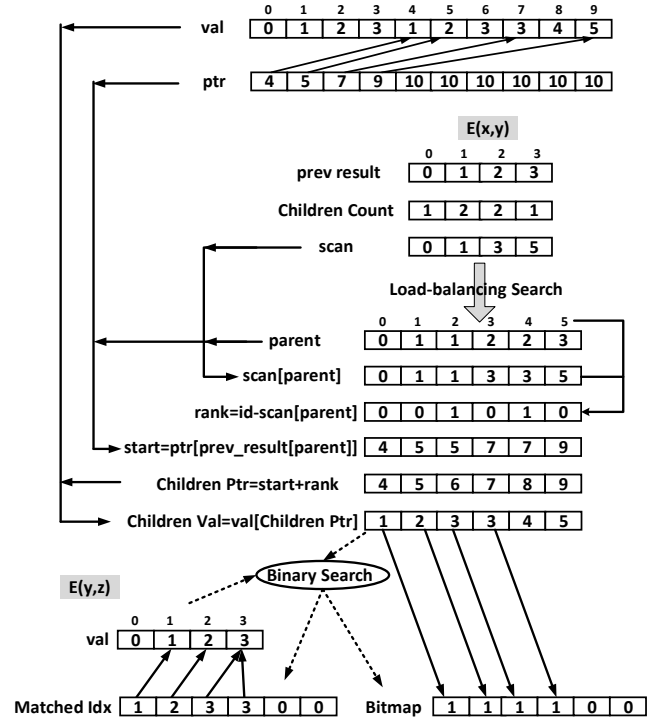 0 1 2 3 4 5 6 7 8 9
val 0 1 2 3 1 2 3 3 4 5
ptr 4 5 7 9 10 10 10 10 10 10
E(x,y)
0 1 2 3
prev result 0 1 2 3
Children Count 1 2 2 1
scan 0 1 3 5
Load-balancing Search
0 1 2 3 4 5
parent 0 1 1 2 2 3
scan[parent] 0 1 1 3 3 5
rank=id-scan[parent] 0 0 1 0 1 0
start=ptr[prev_result[parent]] 4 5 5 7 7 9
Children Ptr=start+rank 4 5 6 7 8 9
Children Val=val[Children Ptr] 1 2 3 3 4 5
Binary Search
E(y,z)
0 1 2 3
val 0 1 2 3
Matched Idx 1 2 3 3 0 0
Bitmap 1 1 1 1 0 0